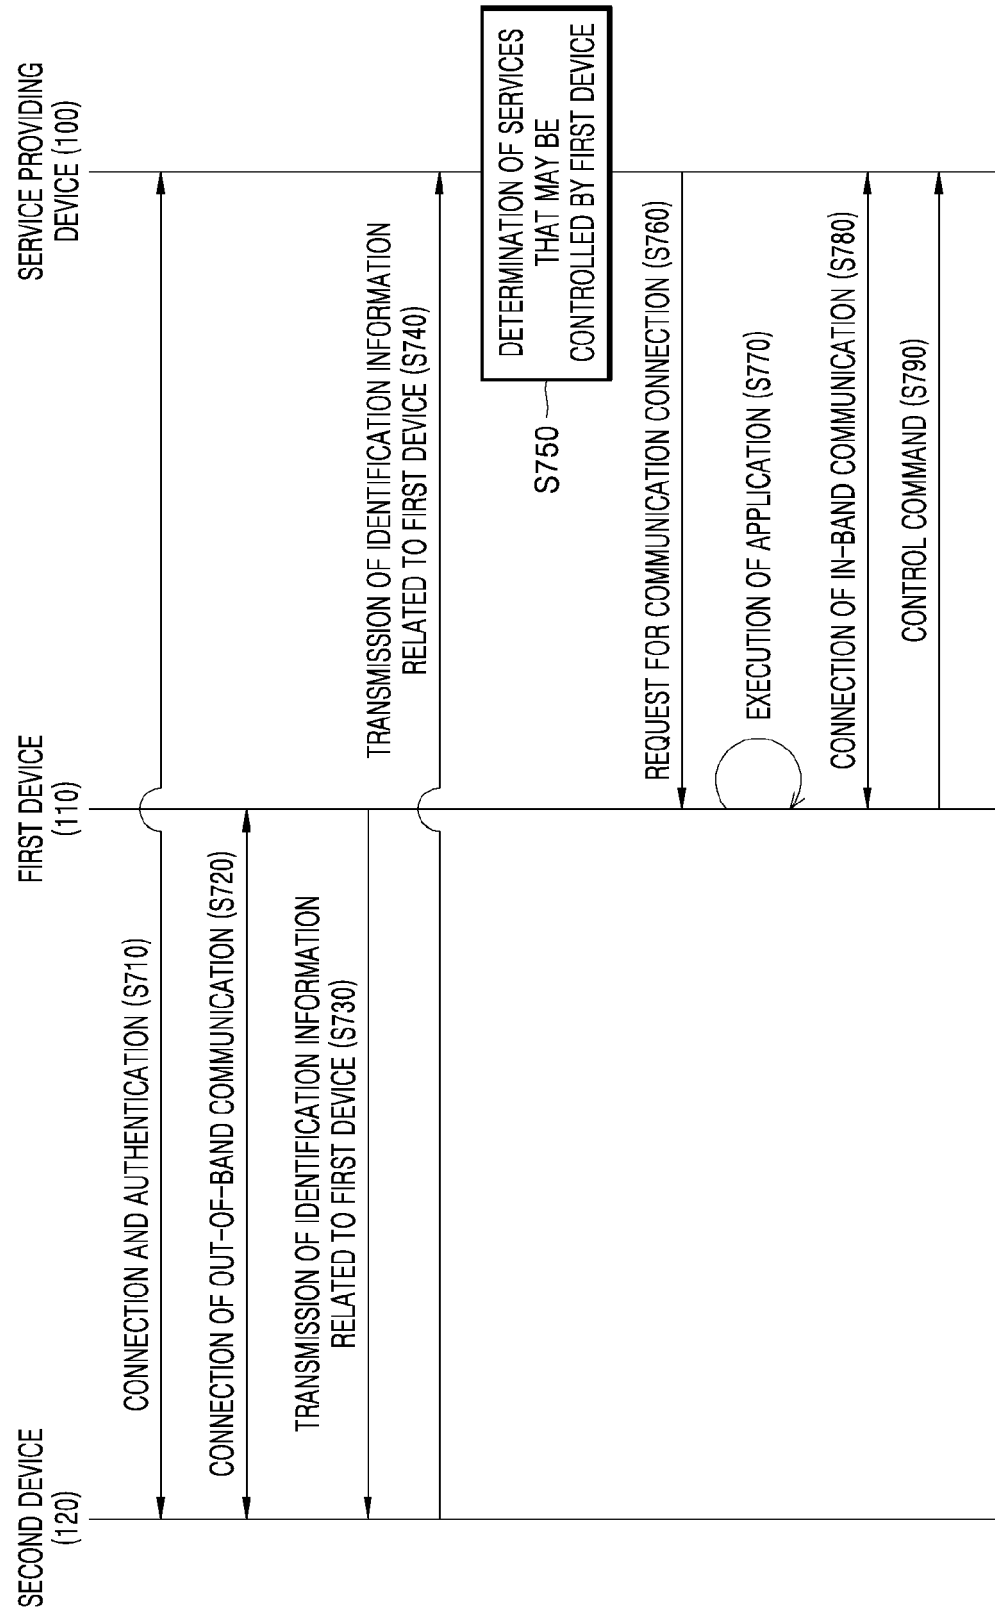 SECOND DEVICE
(120)
FIRST DEVICE
(110)
SERVICE PROVIDING
DEVICE (100)
CONNECTION AND AUTHENTICATION (S710)
CONNECTION OF OUT-OF-BAND COMMUNICATION (S720)
TRANSMISSION OF IDENTIFICATION INFORMATION
RELATED TO FIRST DEVICE (S730)
TRANSMISSION OF IDENTIFICATION INFORMATION
RELATED TO FIRST DEVICE (S740)
S750
DETERMINATION OF SERVICES
THAT MAY BE
CONTROLLED BY FIRST DEVICE
REQUEST FOR COMMUNICATION CONNECTION (S760)
EXECUTION OF APPLICATION (S770)
CONNECTION OF IN-BAND COMMUNICATION (S780)
CONTROL COMMAND (S790)